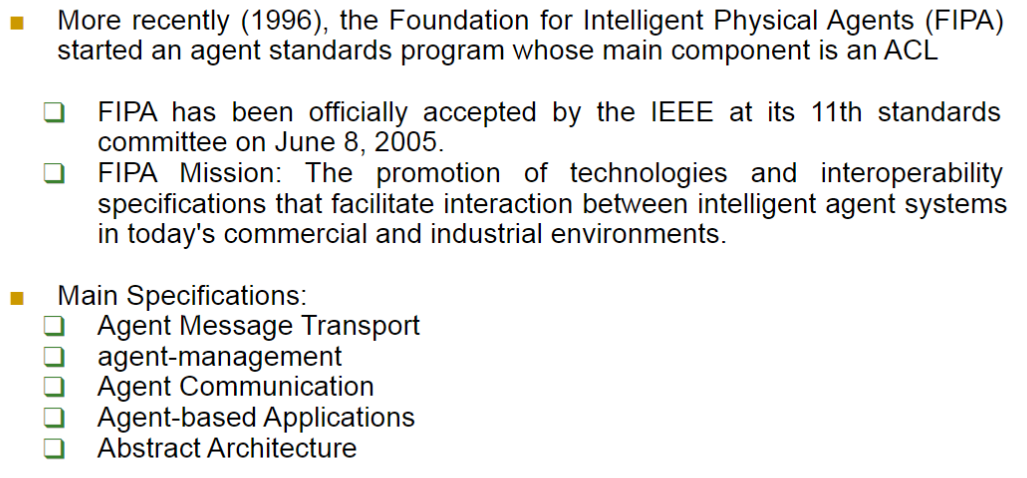 More recently (1996), the Foundation for Intelligent Physical Agents (FIPA)
started an agent standards program whose main component is an ACL
FIPA has been officially accepted by the IEEE at its 11th standards
committee on June 8, 2005.
FIPA Mission: The promotion of technologies and interoperability
specifications that facilitate interaction between intelligent agent systems
in today's commercial and industrial environments.
Main Specifications:
Agent Message Transport
agent-management
Agent Communication
Agent-based Applications
Abstract Architecture